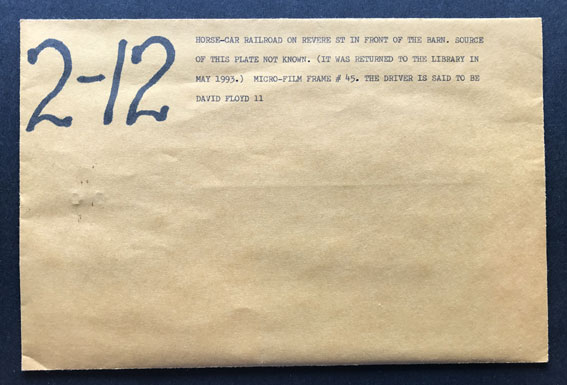 2-12
HORSE-CAR RAILROAD ON REVERE ST IN FRONT OF THE BARN. SOURCE
OF THIS PLATE NOT KNOWN. (IT WAS RETURNED TO THE LIBRARY IN
MAY 1993.) MICRO-FILM FRAME # 45. THE DRIVER IS SAID TO BE
DAVID FLOYD 11